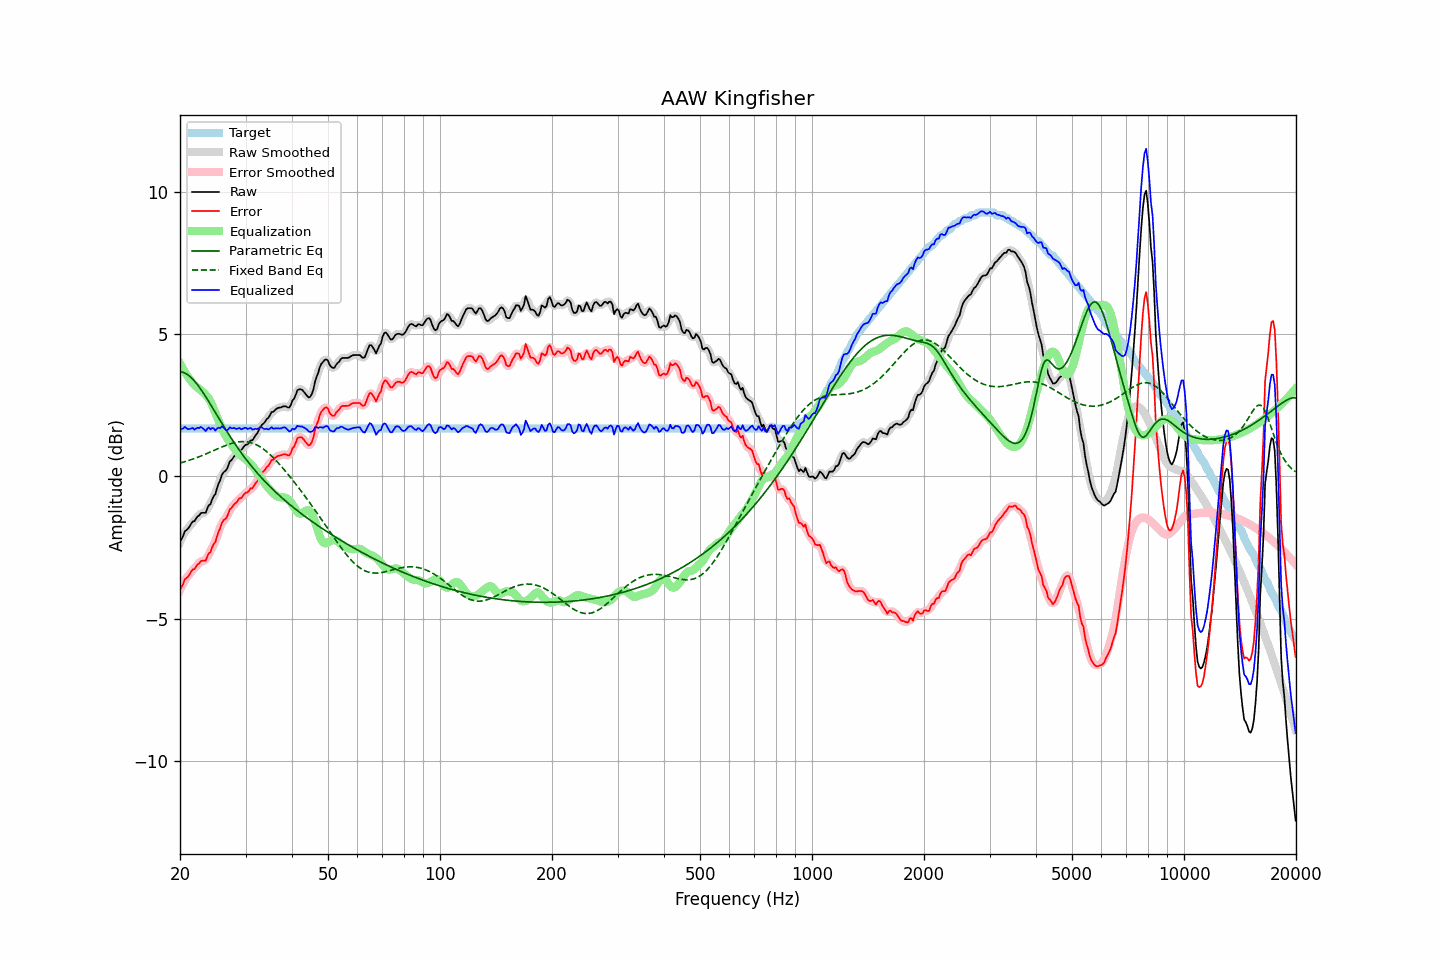 AAW Kingfisher
Target
Raw Smoothed
Error Smoothed
Raw
Error
Equalization
Parametric Eq
Fixed Band Eq
Equalized
10
5
0
−5
−10
Amplitude (dBr)
20 50 100 200 500 1000 2000 5000 10000 20000
Frequency (Hz)